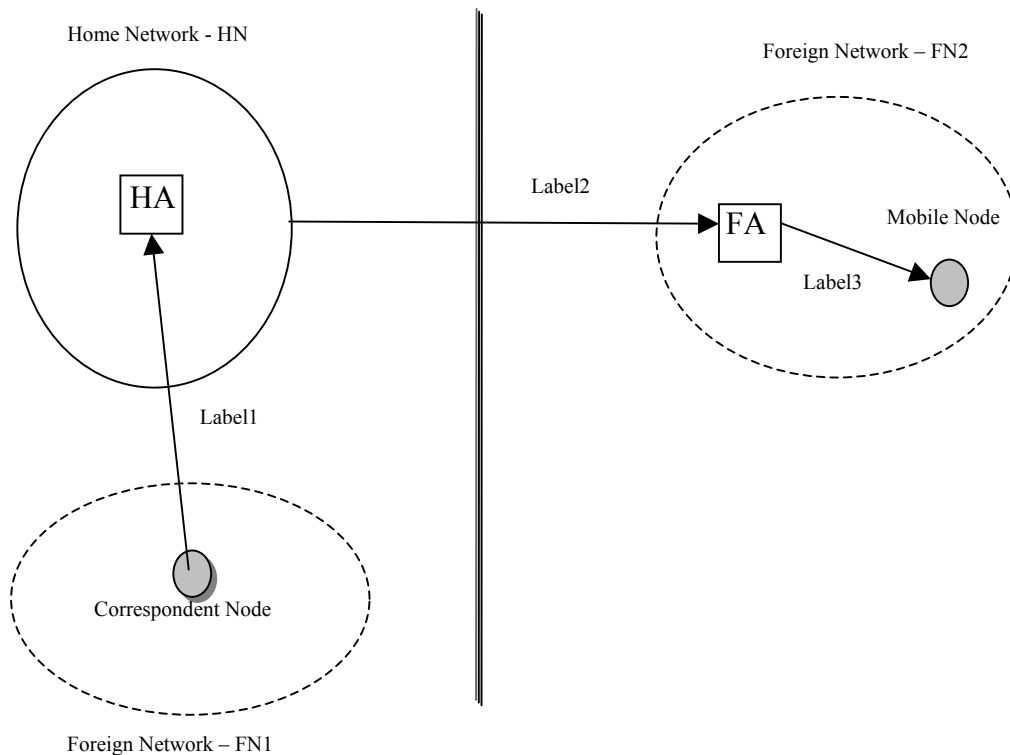 Home Network - HN
Foreign Network – FN2
HA
Label2
FA
Mobile Node
Label3
Label1
Correspondent Node
Foreign Network – FN1